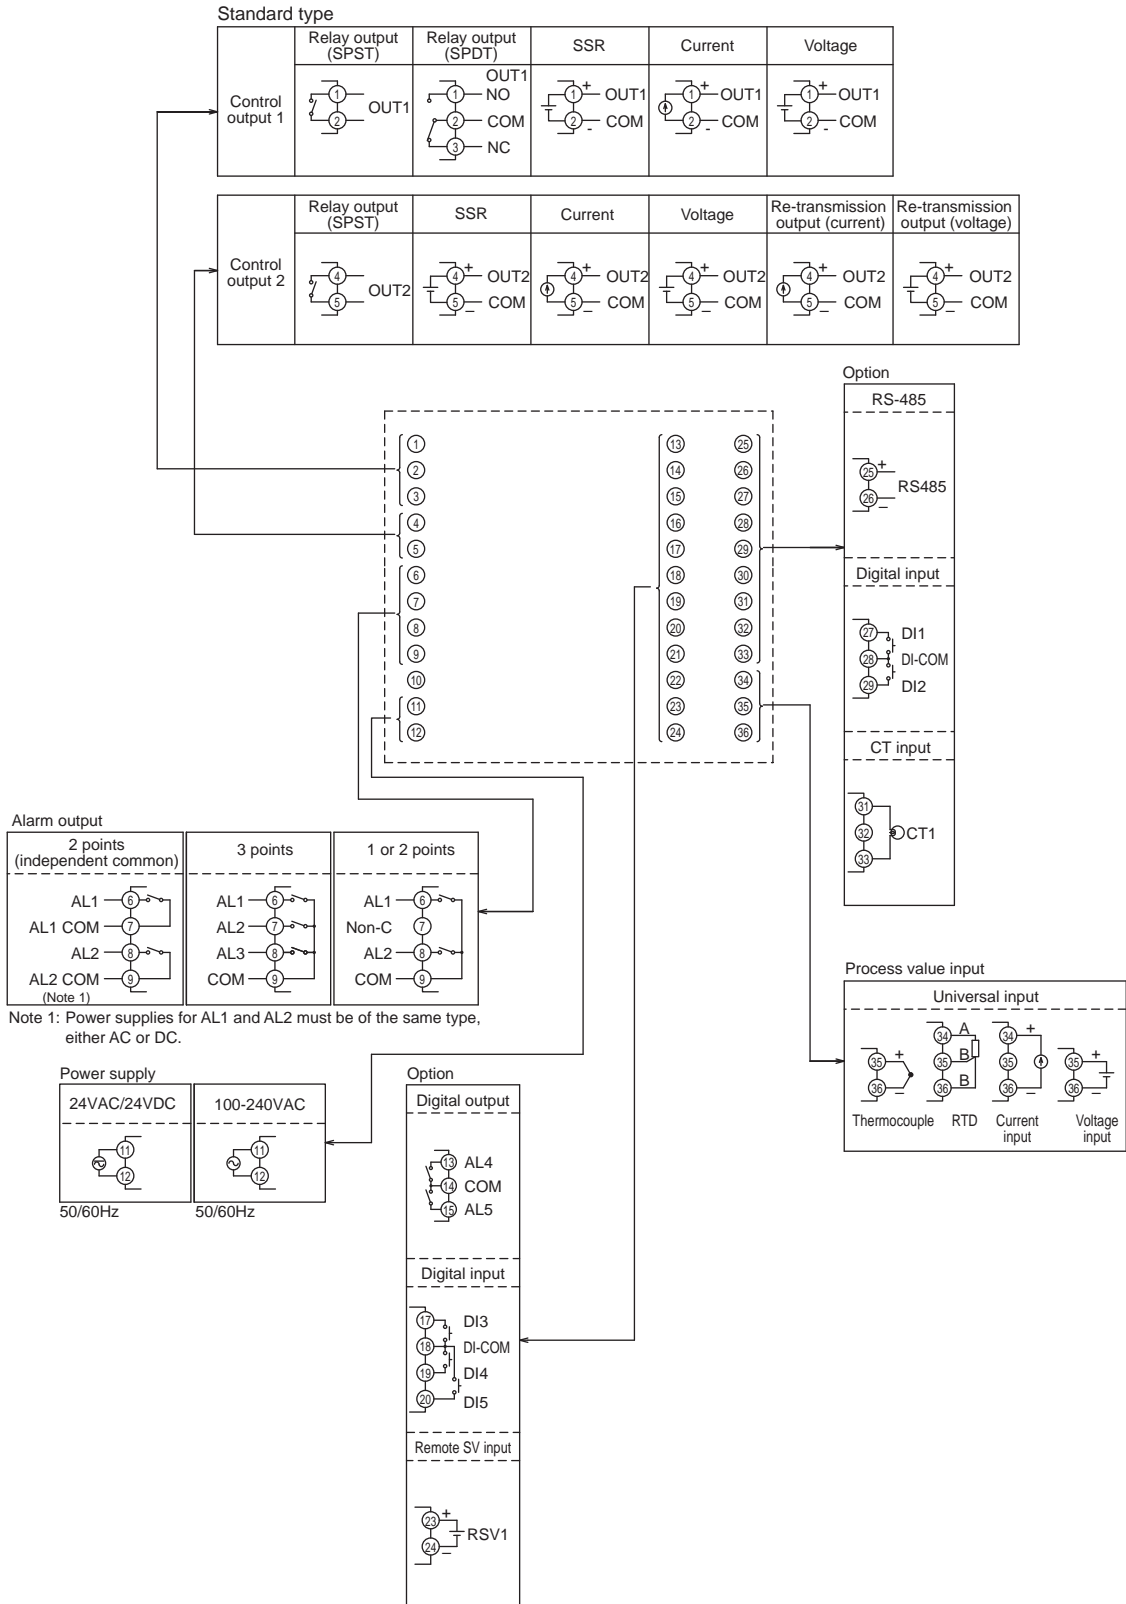 Standard type
Relay output (SPST)
Relay output (SPDT)
SSR
Current
Voltage
Control output 1
1
2
OUT1
OUT1
1
NO
2
COM
3
NC
1
+
OUT1
2
-
COM
1
+
OUT1
2
-
COM
1
+
OUT1
2
-
COM
Relay output (SPST)
SSR
Current
Voltage
Re-transmission output (current)
Re-transmission output (voltage)
Control output 2
4
5
OUT2
4
+
OUT2
5
–
COM
4
+
OUT2
5
–
COM
4
+
OUT2
5
–
COM
4
+
OUT2
5
–
COM
4
+
OUT2
5
–
COM
1
2
3
4
5
6
7
8
9
10
11
12
13
14
15
16
17
18
19
20
21
22
23
24
25
26
27
28
29
30
31
32
33
34
35
36
Option
RS-485
25
+
26
–
RS485
Digital input
27
DI1
28
DI-COM
29
DI2
CT input
31
32
33
CT1
Alarm output
2 points
(independent common)
AL1
6
AL1 COM
7
AL2
8
AL2 COM
9
(Note 1)
3 points
AL1
6
AL2
7
AL3
8
COM
9
1 or 2 points
AL1
6
Non-C
7
AL2
8
COM
9
Note 1: Power supplies for AL1 and AL2 must be of the same type,
either AC or DC.
Power supply
24VAC/24VDC
11
12
50/60Hz
100-240VAC
11
12
50/60Hz
Option
Digital output
13
AL4
14
COM
15
AL5
Digital input
17
DI3
18
DI-COM
19
DI4
20
DI5
Remote SV input
23
+
24
–
RSV1
Process value input
Universal input
35
+
36
–
Thermocouple
34
A
35
B
36
B
RTD
34
+
35
36
–
Current input
35
+
36
–
Voltage input